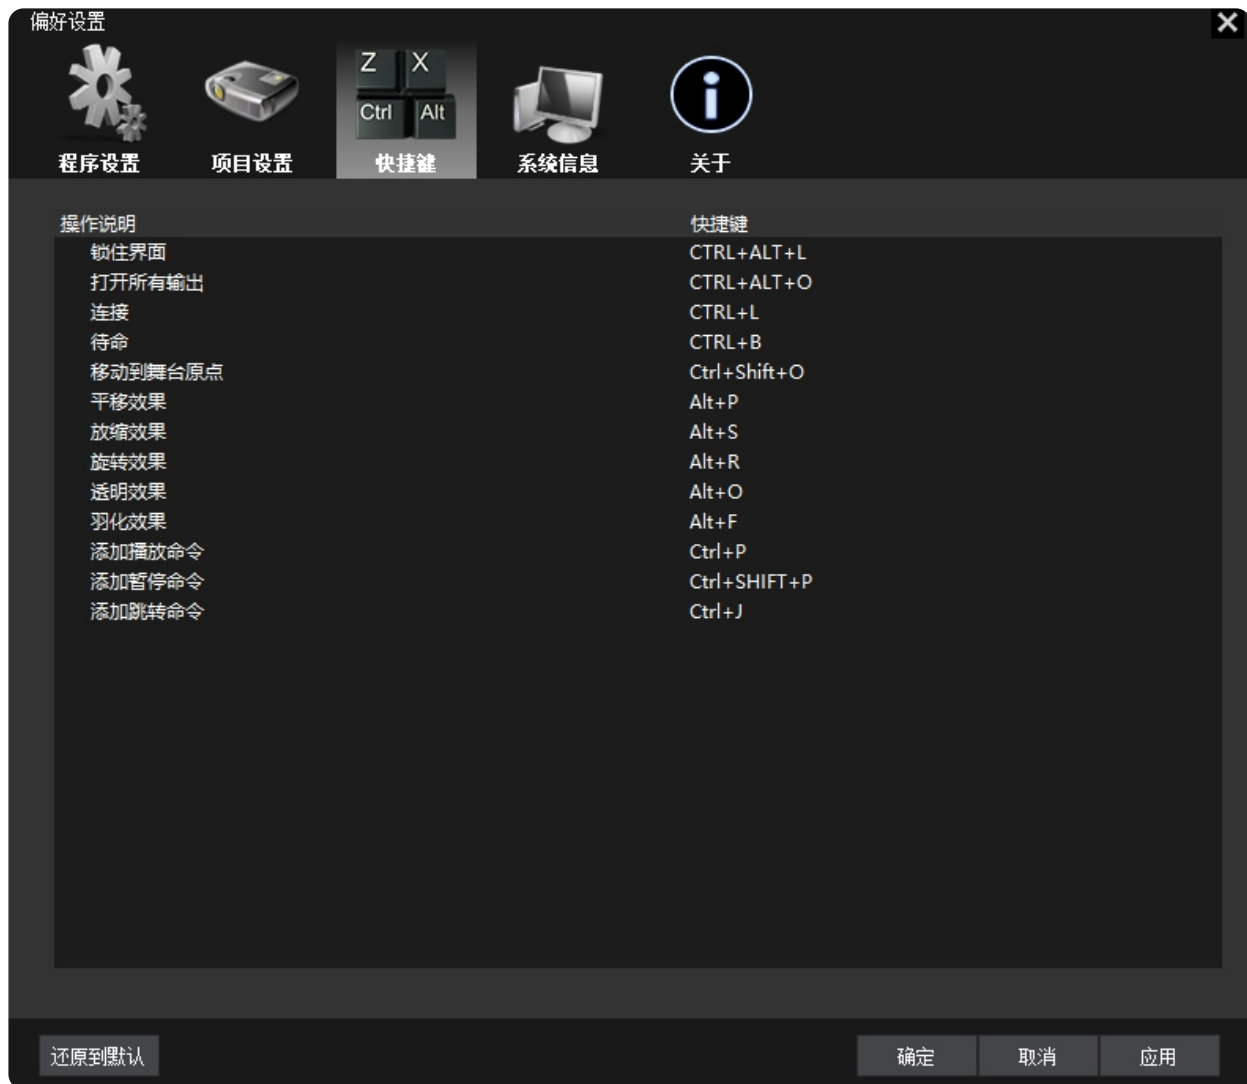 偏好设置
Z X
Ctrl Alt
程序设置 项目设置 快捷键 系统信息 关于
操作说明 快捷键
锁住界面 CTRL+ALT+L
打开所有输出 CTRL+ALT+O
连接 CTRL+L
待命 CTRL+B
移动到舞台原点 Ctrl+Shift+O
平移效果 Alt+P
放缩效果 Alt+S
旋转效果 Alt+R
透明效果 Alt+O
羽化效果 Alt+F
添加播放命令 Ctrl+P
添加暂停命令 Ctrl+SHIFT+P
添加跳转命令 Ctrl+J
还原到默认 确定 取消 应用